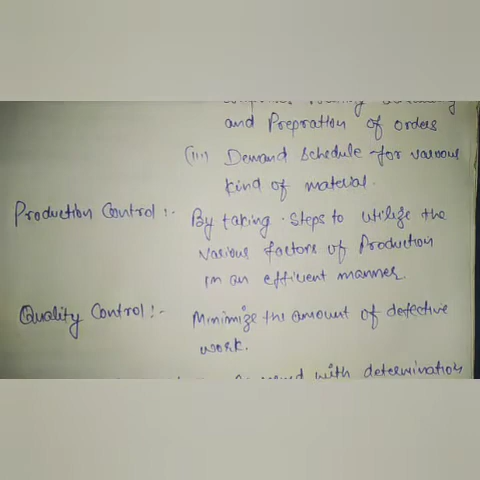 and Prepration of orders
(iii) Demand Schedule for various
kind of material.
Production Control :- By taking steps to utilize the
various factors of Production
in an efficient manner.
Quality Control :- Minimize the amount of defective
work.
with determination